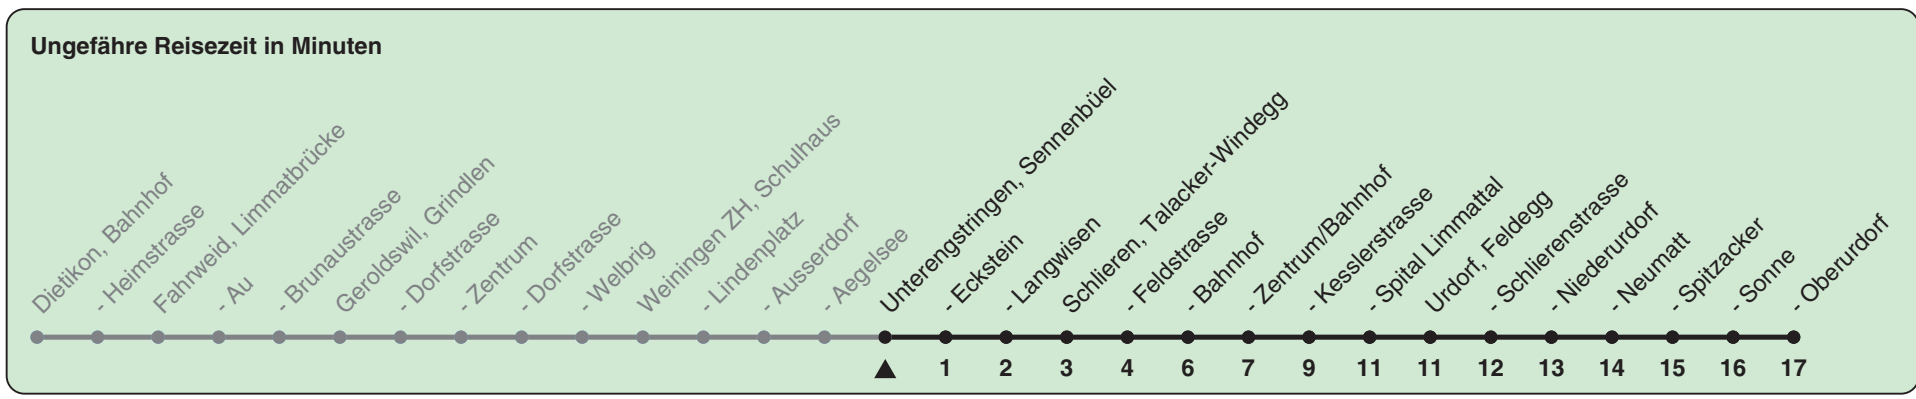 Ungefähre Reisezeit in Minuten
Dietikon, Bahnhof
- Heimstrasse
Fahrweid, Limmatbrücke
- Au
- Brunaustrasse
Geroldswil, Grindlen
- Dorfstrasse
- Zentrum
- Dorfstrasse
- Welbrig
Weiningen ZH, Schulhaus
- Lindenplatz
- Ausserdorf
- Aegelsee
Unterengstringen, Sennenbüel
- Eckstein
- Langwisen
Schlieren, Talacker-Windegg
- Feldstrasse
- Bahnhof
- Zentrum/Bahnhof
- Kesslerstrasse
- Spital Limmattal
Urdorf, Feldegg
- Schlierenstrasse
- Niederurdorf
- Neumatt
- Spitzacker
- Sonne
- Oberurdorf
1 2 3 4 6 7 9 11 11 12 13 14 15 16 17